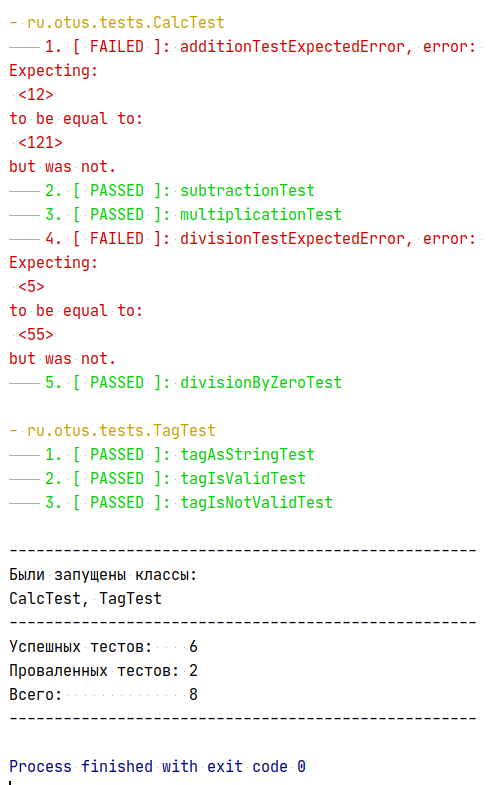 - ru.otus.tests.CalcTest
—— 1. [ FAILED ]: additionTestExpectedError, error:
Expecting:
<12>
to be equal to:
<121>
but was not.
—— 2. [ PASSED ]: subtractionTest
—— 3. [ PASSED ]: multiplicationTest
—— 4. [ FAILED ]: divisionTestExpectedError, error:
Expecting:
<5>
to be equal to:
<55>
but was not.
—— 5. [ PASSED ]: divisionByZeroTest
- ru.otus.tests.TagTest
—— 1. [ PASSED ]: tagAsStringTest
—— 2. [ PASSED ]: tagIsValidTest
—— 3. [ PASSED ]: tagIsNotValidTest
----------------------------------------------------
Были запущены классы:
CalcTest, TagTest
----------------------------------------------------
Успешных тестов:    6
Проваленных тестов: 2
Всего:              8
----------------------------------------------------
Process finished with exit code 0